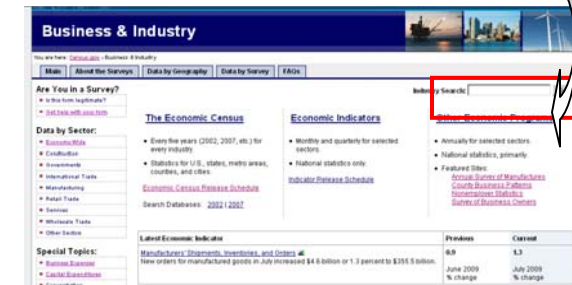 Business & Industry
You are here: Census.gov › Business & Industry
Main
About the Surveys
Data by Geography
Data by Survey
FAQs
Are You in a Survey?
Is this form legitimate?
Get help with your form
Data by Sector:
Economy Wide
Construction
Governments
International Trade
Manufacturing
Retail Trade
Services
Wholesale Trade
Other Sectors
Special Topics:
Business Expenses
Capital Expenditures
Industry Search:
The Economic Census
Every five years (2002, 2007, etc.) for
every industry.
Statistics for U.S., states, metro areas,
counties, and cities.
Economic Census Release Schedule
Search Databases: 2002 | 2007
Economic Indicators
Monthly and quarterly for selected
sectors.
National statistics only.
Indicator Release Schedule
Other Economic Programs
Annually for selected sectors
National statistics, primarily.
Featured Sites:
Annual Survey of Manufactures
County Business Patterns
Nonemployer Statistics
Survey of Business Owners
Latest Economic Indicator
Previous
Current
Manufacturers' Shipments, Inventories, and Orders
New orders for manufactured goods in July increased $4.6 billion or 1.3 percent to $355.5 billion.
0.9
1.3
June 2009
% change
July 2009
% change